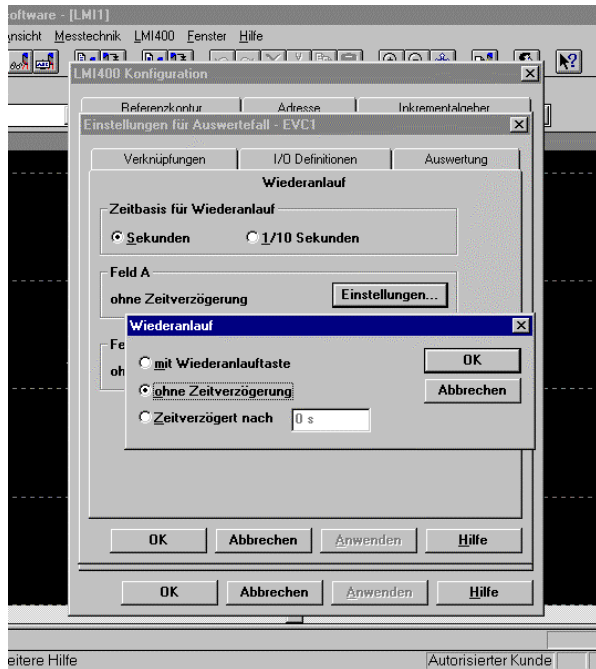 oftware - [LMI1]
nsicht Messtechnik LMI400 Fenster Hilfe
LMI400 Konfiguration
Referenzkontur Adresse Inkrementalgeber
Einstellungen für Auswertefall - EVC1
Verknüpfungen I/O Definitionen Auswertung
Wiederanlauf
Zeitbasis für Wiederanlauf
Sekunden 1/10 Sekunden
Feld A
ohne Zeitverzögerung Einstellungen...
Wiederanlauf
Fe
mit Wiederanlauftaste OK
oh
ohne Zeitverzögerung Abbrechen
Zeitverzögert nach 0 s
OK Abbrechen Anwenden Hilfe
OK Abbrechen Anwenden Hilfe
eitere Hilfe Autorisierter Kunde